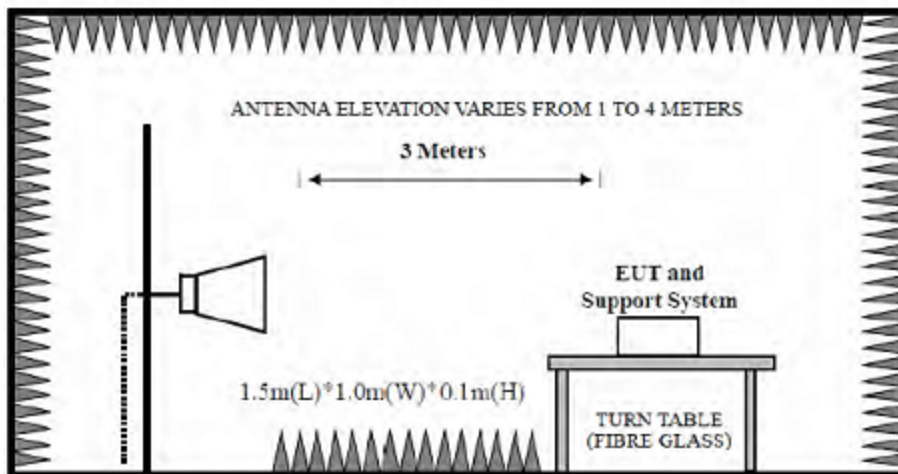 ANTENNA ELEVATION VARIES FROM 1 TO 4 METERS
3 Meters
EUT and
Support System
1.5m(L)*1.0m(W)*0.1m(H)
TURN TABLE
(FIBRE GLASS)